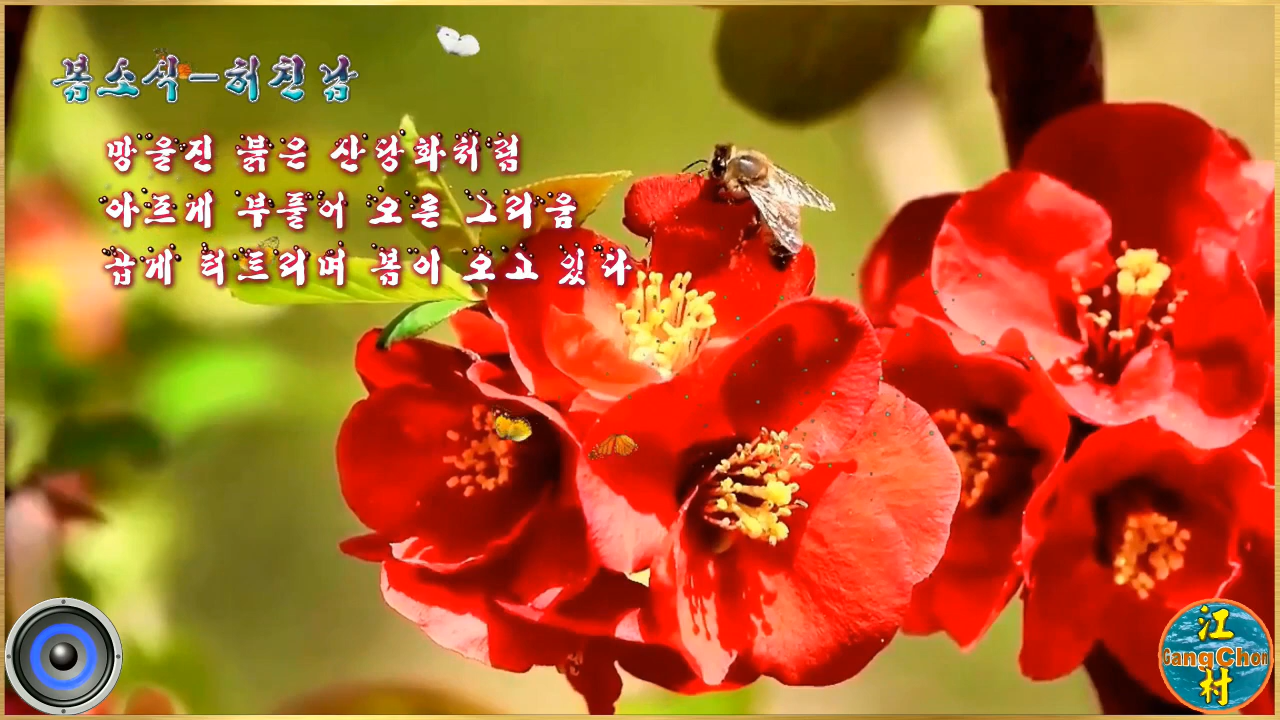 봄소식-허친남
망울진 붉은 산당화처럼
아프게 부풀어 오른 그리움
곱게 터트리며 봄이 오고 있다
江
GangChon
村